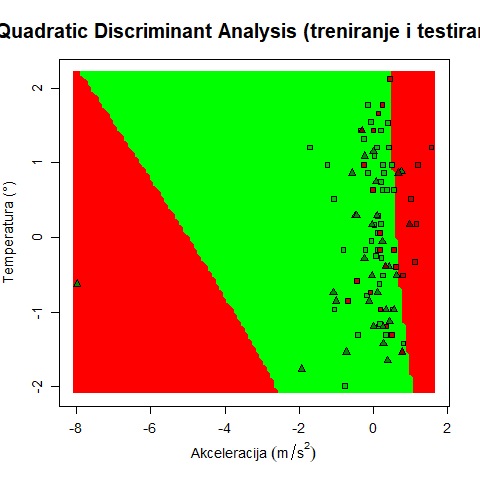 Quadratic Discriminant Analysis (treniranje i testiran
2
1
0
-1
-2
Temperatura (°)
-8 -6 -4 -2 0 2
Akceleracija (m/s²)